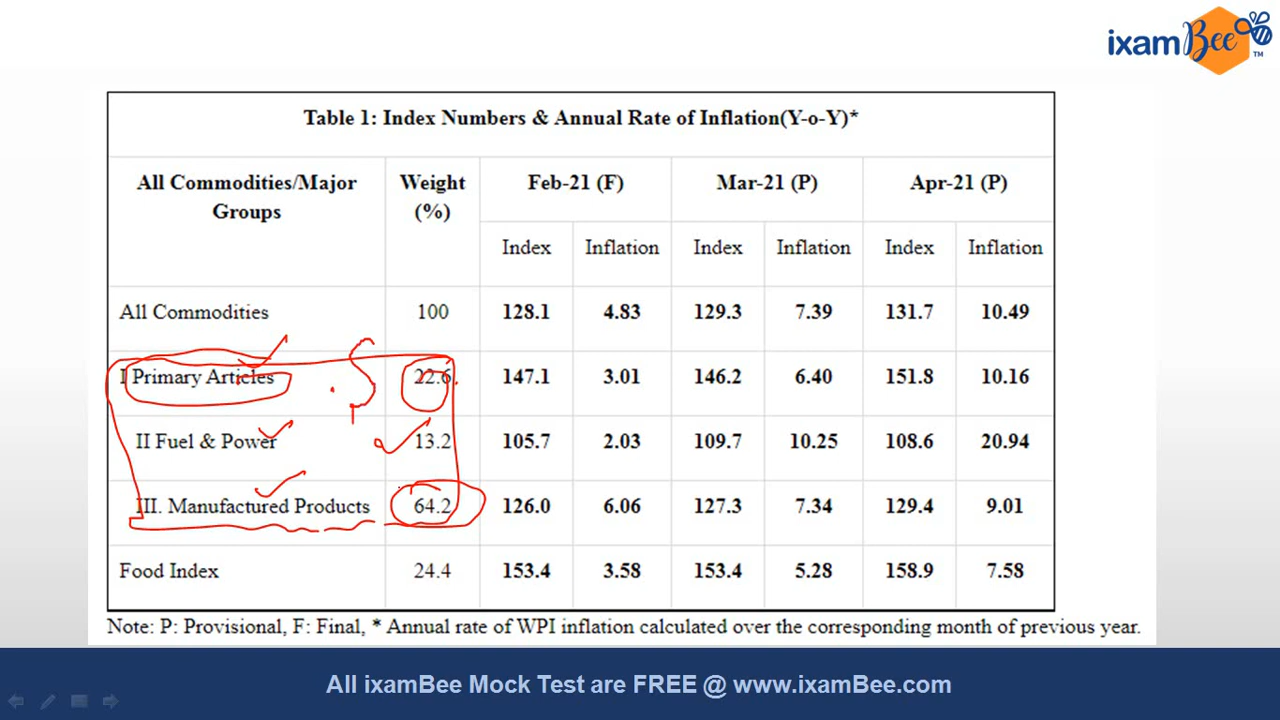 ixamBee
TM
Table 1: Index Numbers & Annual Rate of Inflation(Y-o-Y)*
All Commodities/Major Groups Weight (%) Feb-21 (F) Mar-21 (P) Apr-21 (P)
Index Inflation Index Inflation Index Inflation
All Commodities 100 128.1 4.83 129.3 7.39 131.7 10.49
I Primary Articles 22.6 147.1 3.01 146.2 6.40 151.8 10.16
II Fuel & Power 13.2 105.7 2.03 109.7 10.25 108.6 20.94
III. Manufactured Products 64.2 126.0 6.06 127.3 7.34 129.4 9.01
Food Index 24.4 153.4 3.58 153.4 5.28 158.9 7.58
Note: P: Provisional, F: Final, * Annual rate of WPI inflation calculated over the corresponding month of previous year.
All ixamBee Mock Test are FREE @ www.ixamBee.com